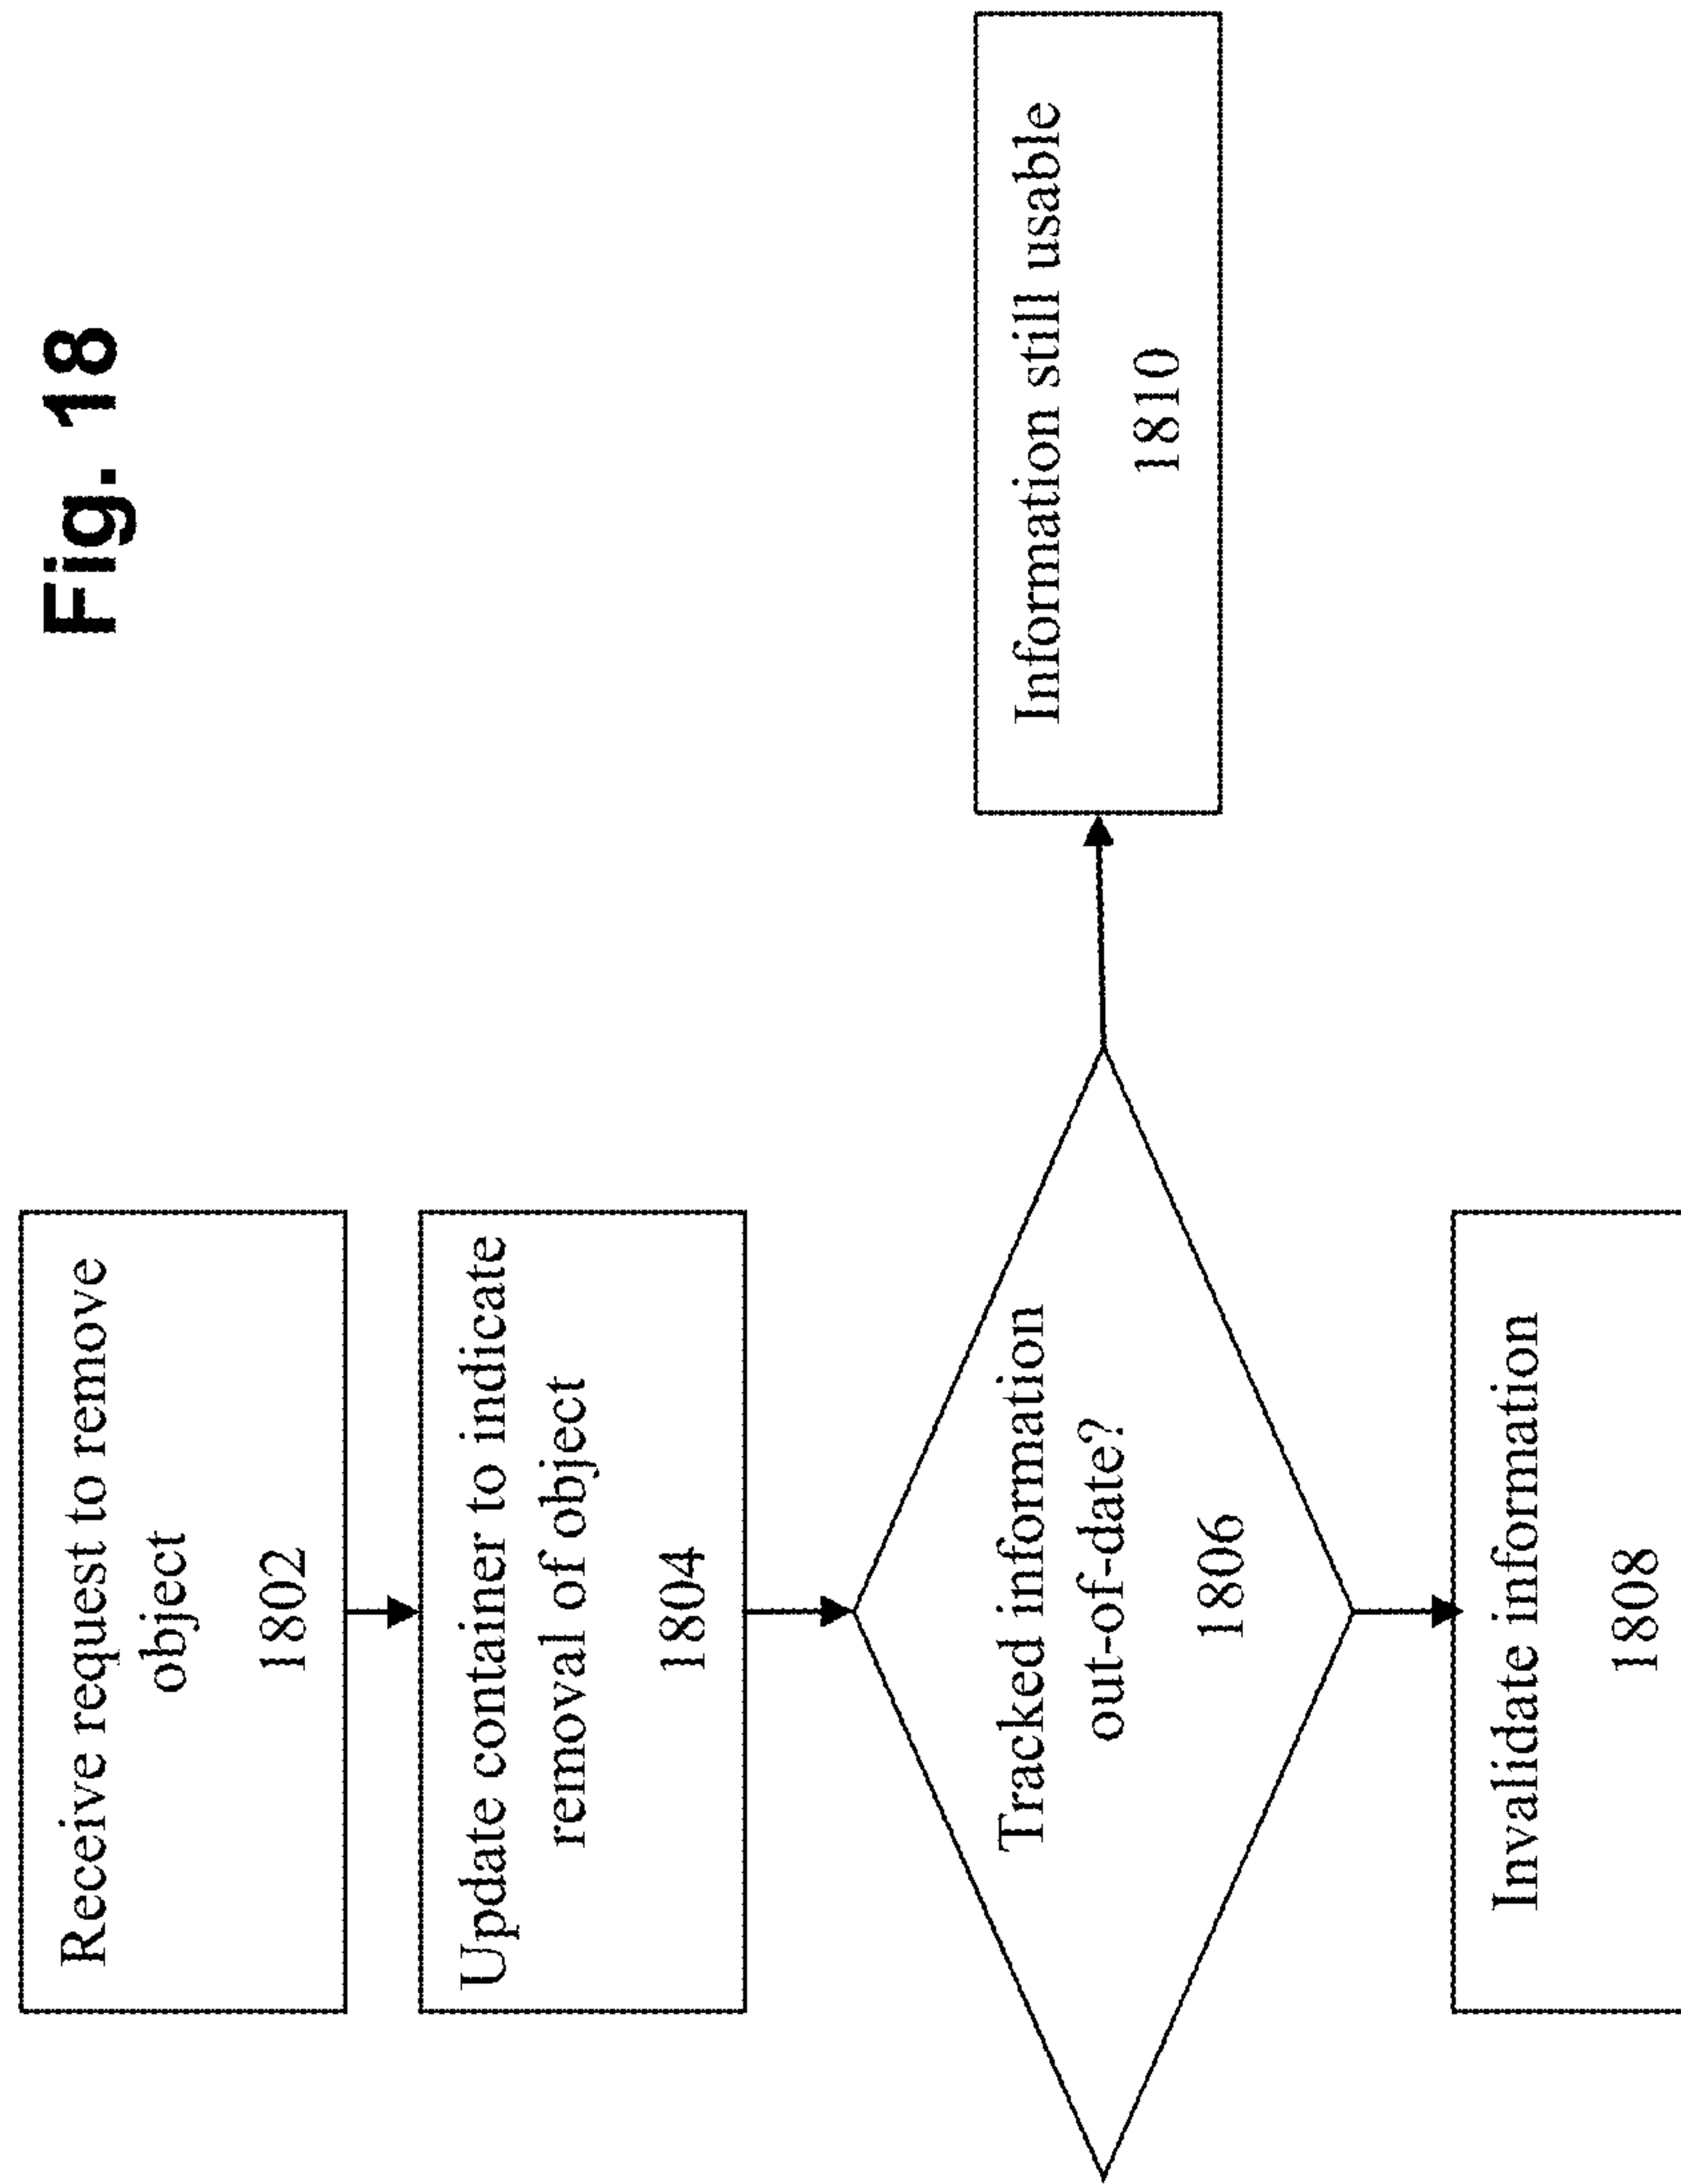 Fig. 18
Receive request to remove
object
1802
Update container to indicate
removal of object
1804
Tracked information
out-of-date?
1806
Information still usable
1810
Invalidate information
1808